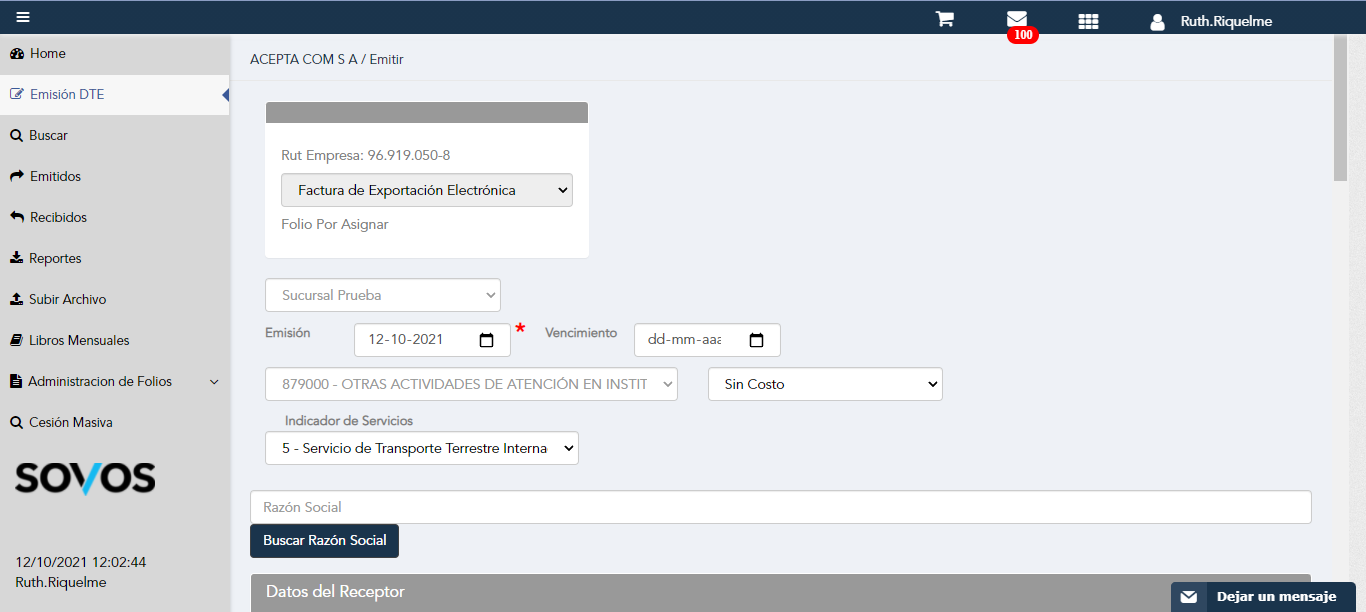 Ruth.Riquelme
100
Home
Emisión DTE
Buscar
Emitidos
Recibidos
Reportes
Subir Archivo
Libros Mensuales
Administracion de Folios
Cesión Masiva
SOVOS
12/10/2021 12:02:44
Ruth.Riquelme
ACEPTA COM S A / Emitir
Rut Empresa: 96.919.050-8
Factura de Exportación Electrónica
Folio Por Asignar
Sucursal Prueba
Emisión 12-10-2021 * Vencimiento dd-mm-aaa
879000 - OTRAS ACTIVIDADES DE ATENCIÓN EN INSTIT Sin Costo
Indicador de Servicios
5 - Servicio de Transporte Terrestre Interna
Razón Social
Buscar Razón Social
Datos del Receptor
Dejar un mensaje